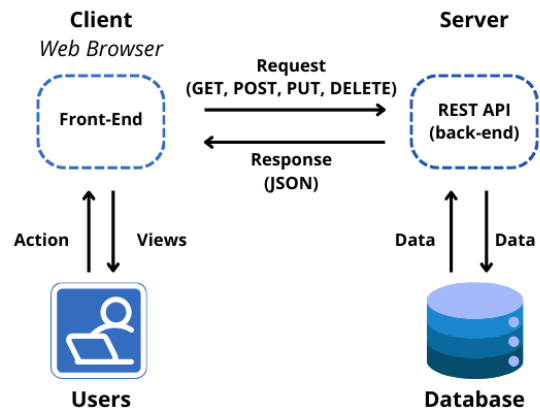 Client
Web Browser
Server
Front-End
Request
(GET, POST, PUT, DELETE)
Response
(JSON)
REST API
(back-end)
Action
Views
Data
Data
Users
Database